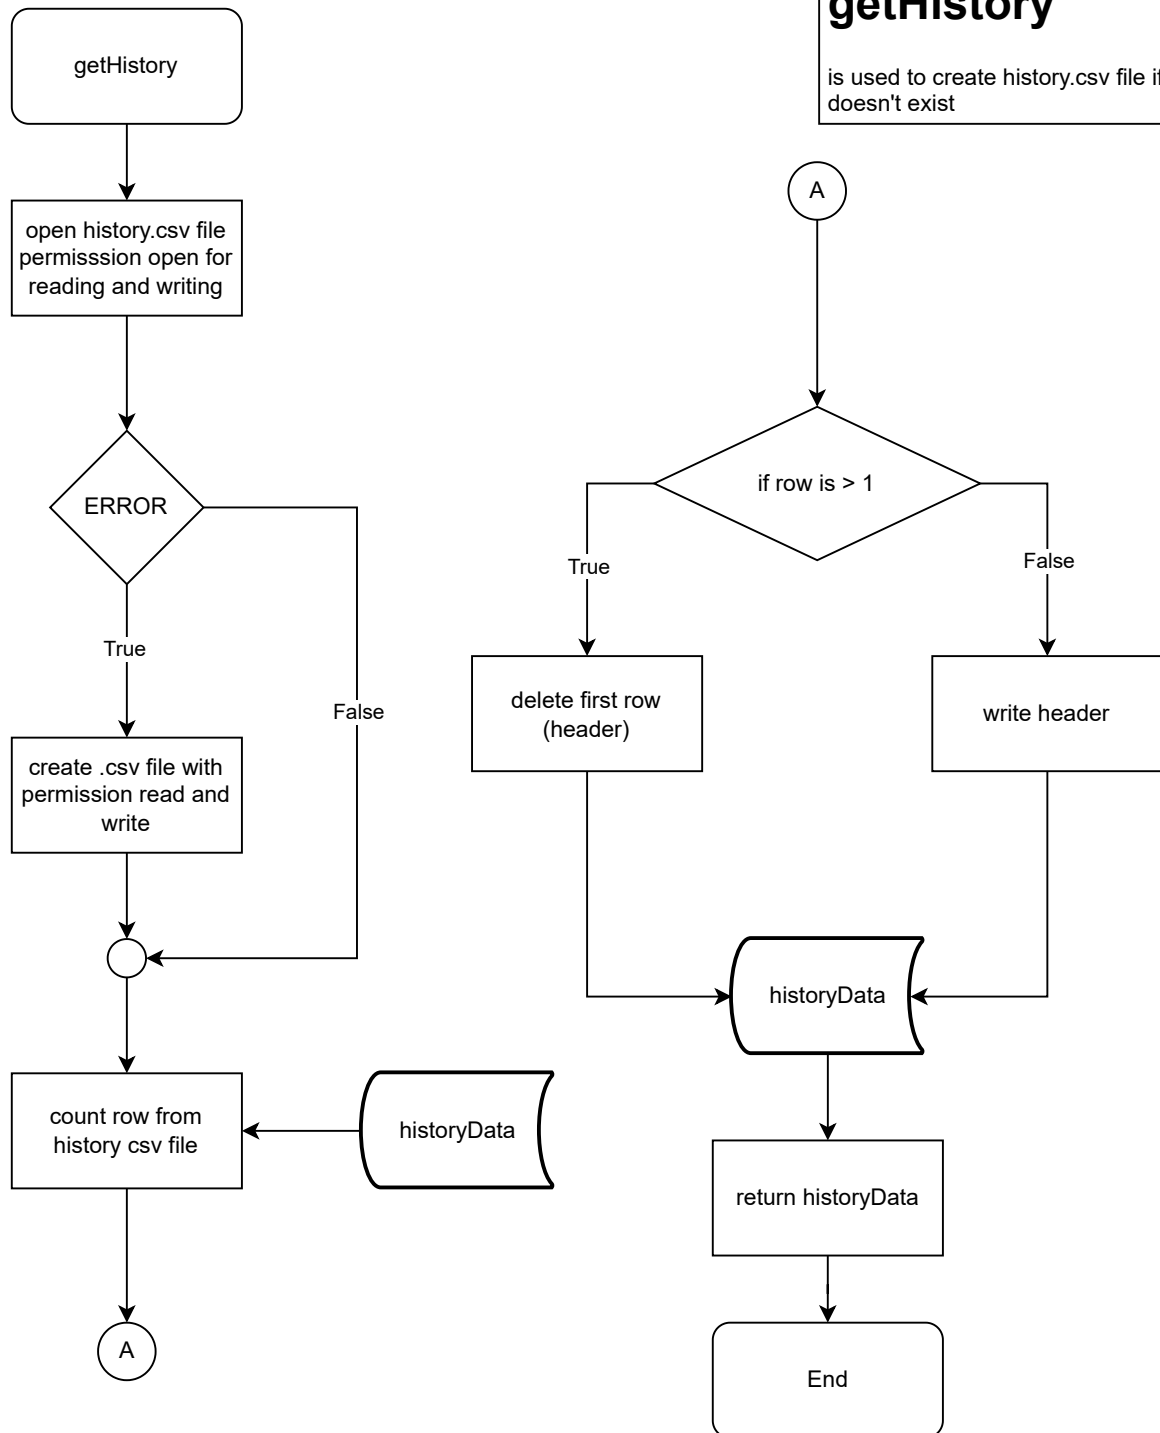 getHistory
open history.csv file
permisssion open for
reading and writing
ERROR
True
False
create .csv file with
permission read and
write
count row from
history csv file
historyData
A
getHistory
is used to create history.csv file if
doesn't exist
A
if row is > 1
True
False
delete first row
(header)
write header
historyData
return historyData
End